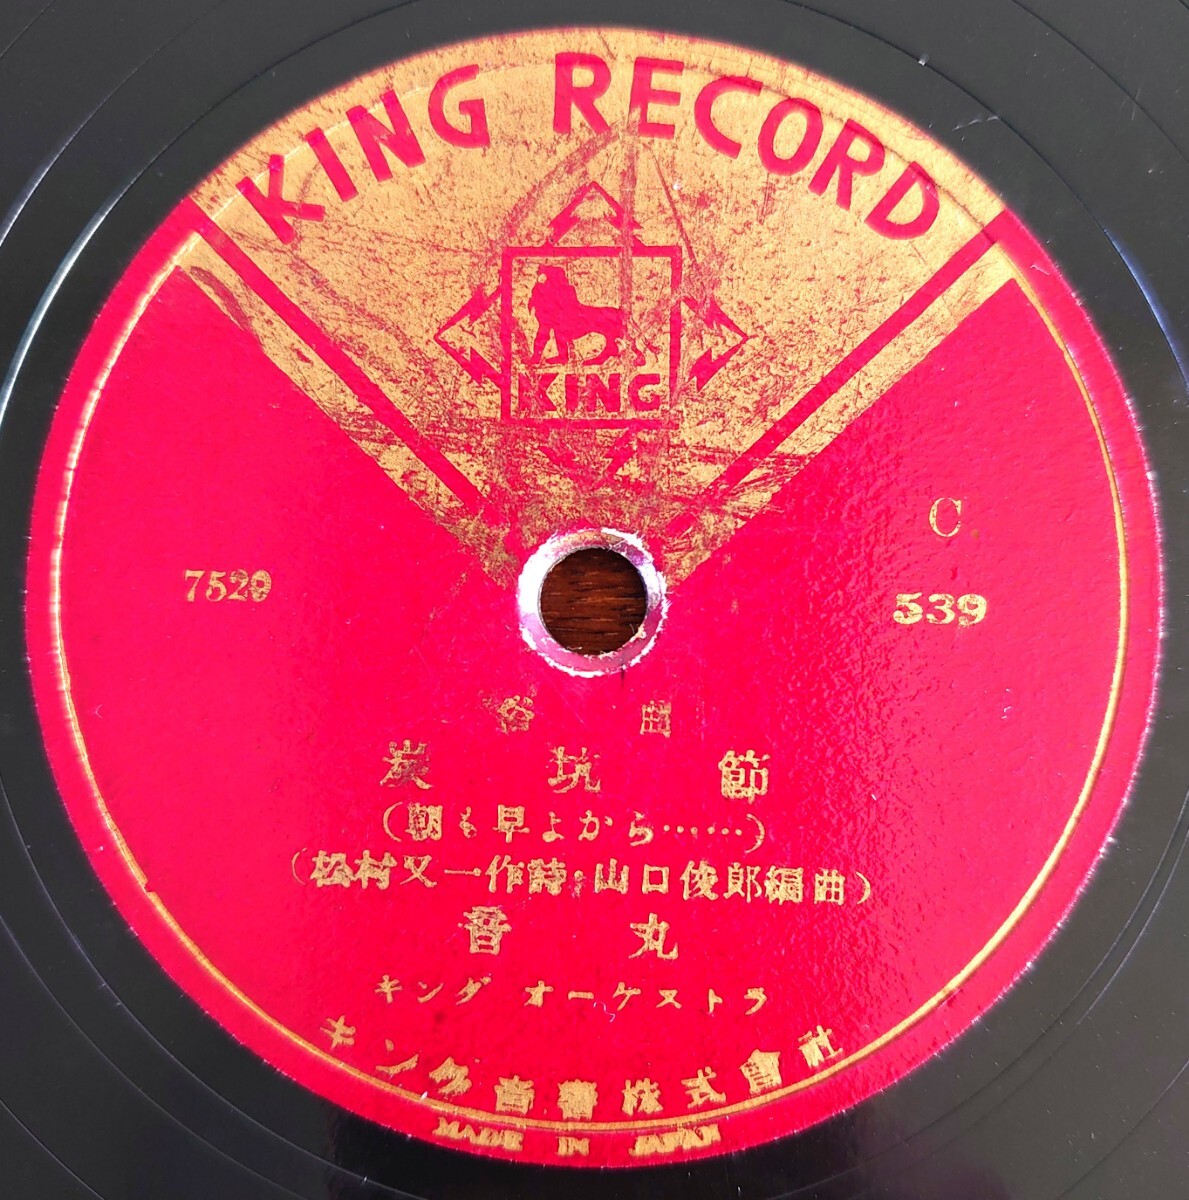 KING RECORD
KING
C.
7529
539
俗曲
炭坑節
(朝も早よから……)
(松村又一作詩・山口俊郎編曲)
音丸
キング オーケストラ
キング音響株式會社
MADE IN JAPAN